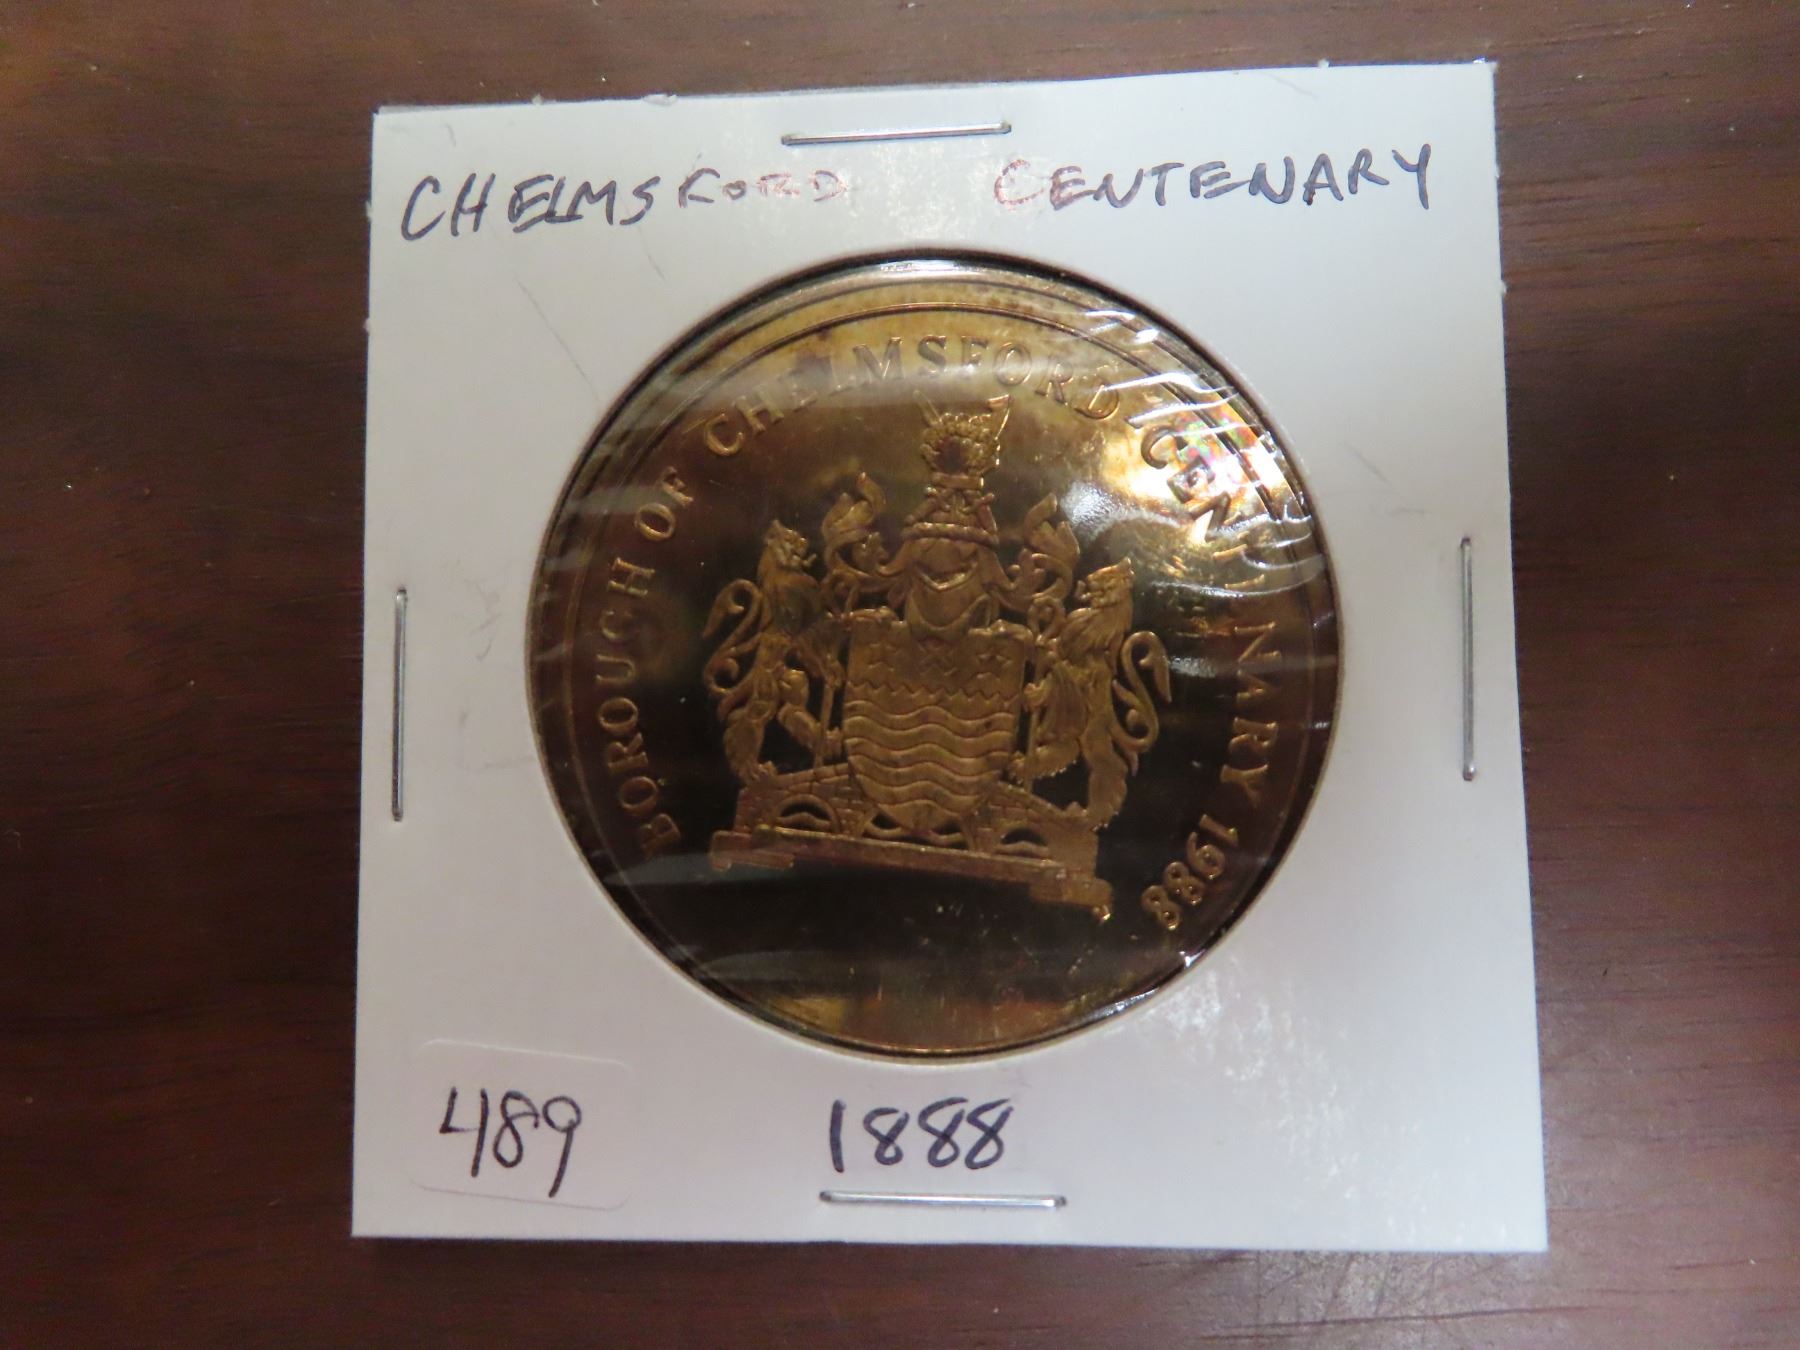 CHELMSFORD CENTENARY
BOROUGH OF CHELMSFORD CENTENARY 1988
489
1888